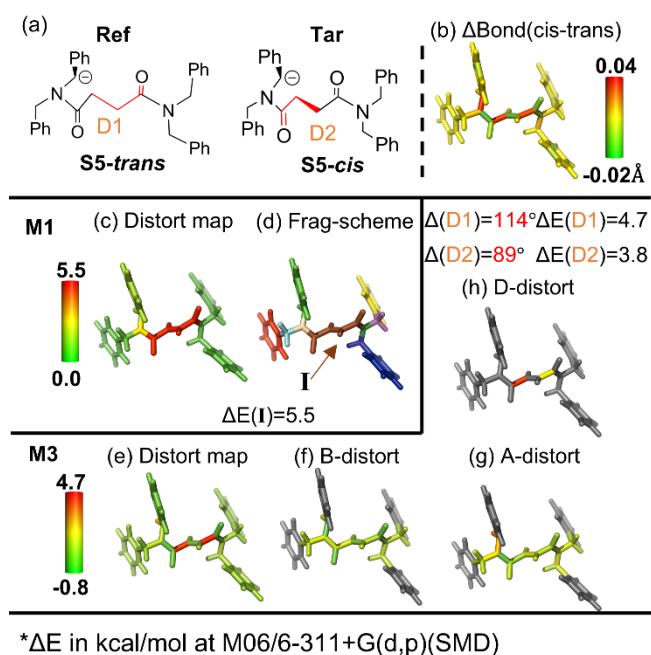 (a)
Ref
Tar
(b) ΔBond(cis-trans)
Ph
Ph
N
O
Ph
N
O
Ph
Ph
D1
Ph
Ph
N
O
Ph
N
O
Ph
Ph
D2
S5-trans
S5-cis
0.04
-0.02Å
M1
(c) Distort map
(d) Frag-scheme
5.5
0.0
I
ΔE(I)=5.5
Δ(D1)=114° ΔE(D1)=4.7
Δ(D2)=89° ΔE(D2)=3.8
(h) D-distort
M3
(e) Distort map
(f) B-distort
(g) A-distort
4.7
-0.8
*ΔE in kcal/mol at M06/6-311+G(d,p)(SMD)